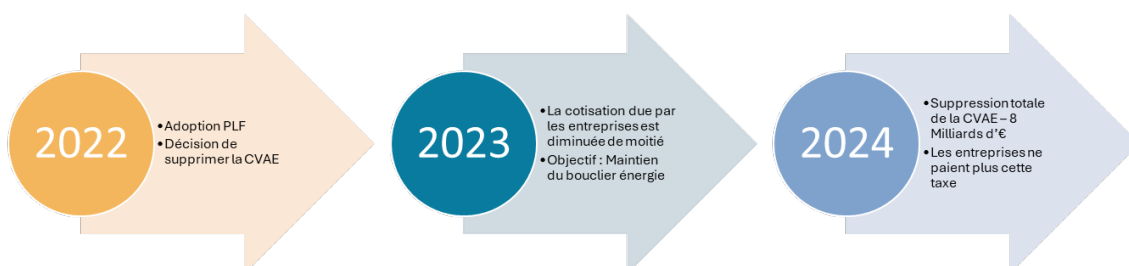 2022
•Adoption PLF
•Décision de
supprimer la CVAE
2023
•La cotisation due par
les entreprises est
diminuée de moitié
•Objectif : Maintien
du bouclier énergie
2024
•Suppression totale
de la CVAE – 8
Milliards d'€
•Les entreprises ne
paient plus cette
taxe